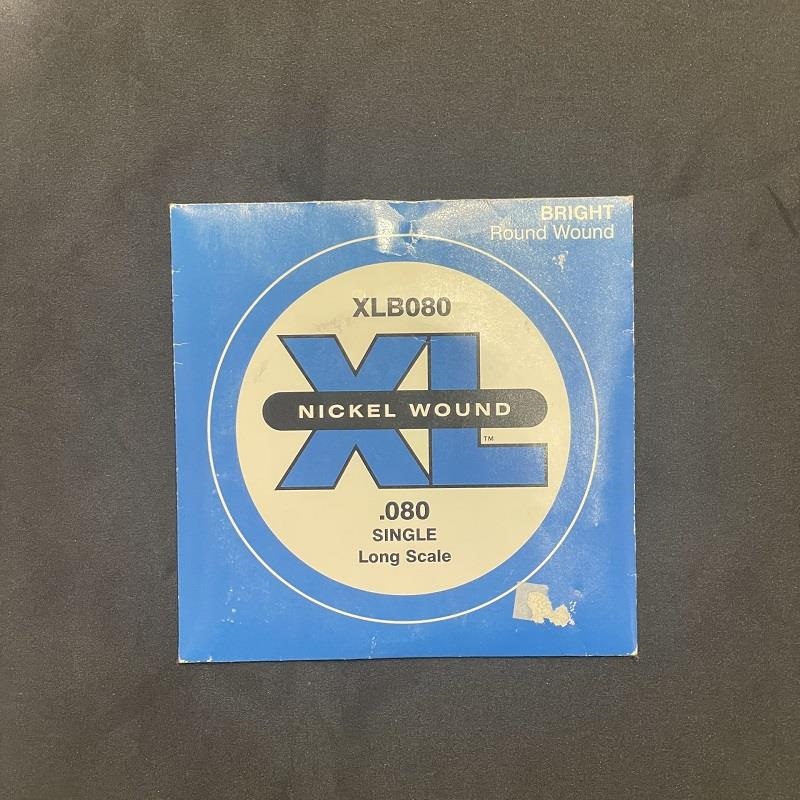 BRIGHT
Round Wound
XLB080
XL
NICKEL WOUND
™
.080
SINGLE
Long Scale